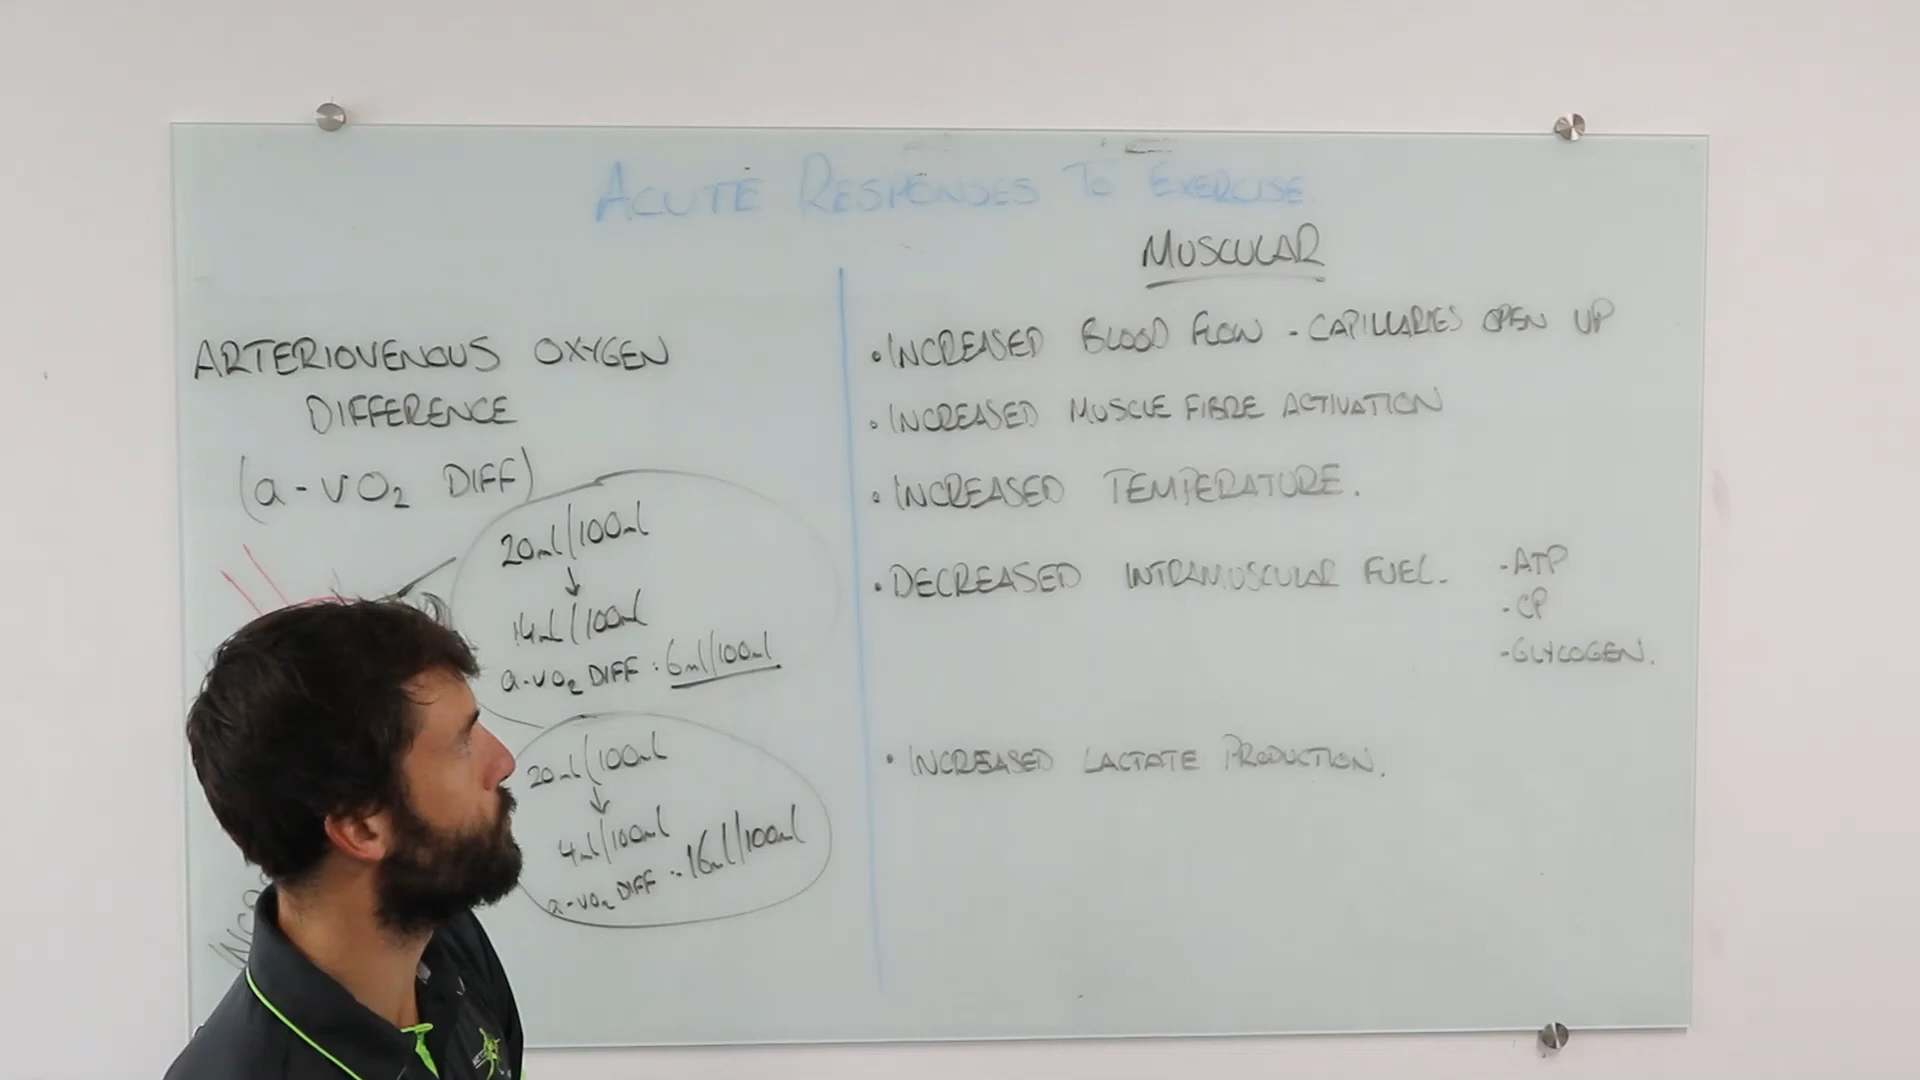 ACUTE RESPONSES TO EXERCISE
ARTERIOVENOUS OXYGEN
DIFFERENCE
(a-VO₂ DIFF)
20ml/100ml
↓
14ml/100ml
a-VO₂ DIFF : 6ml/100ml
20ml/100ml
↓
4ml/100ml
a-VO₂ DIFF : 16ml/100ml
MUSCULAR
• INCREASED BLOOD FLOW - CAPILLARIES OPEN UP
• INCREASED MUSCLE FIBRE ACTIVATION
• INCREASED TEMPERATURE.
• DECREASED INTRAMUSCULAR FUEL. - ATP
- CP
- GLYCOGEN.
• INCREASED LACTATE PRODUCTION.